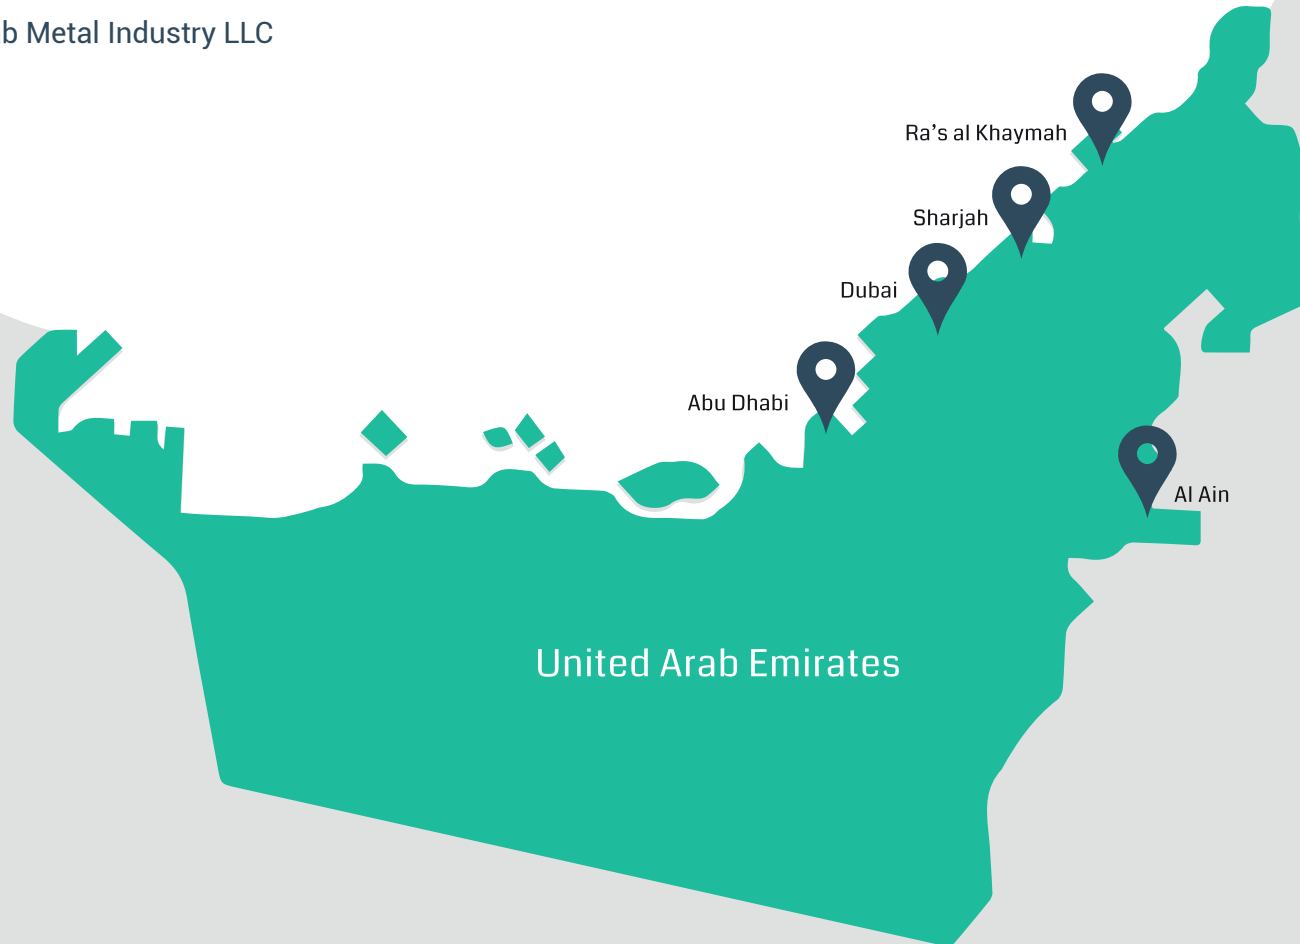 b Metal Industry LLC
Ra’s al Khaymah
Sharjah
Dubai
Abu Dhabi
Al Ain
United Arab Emirates